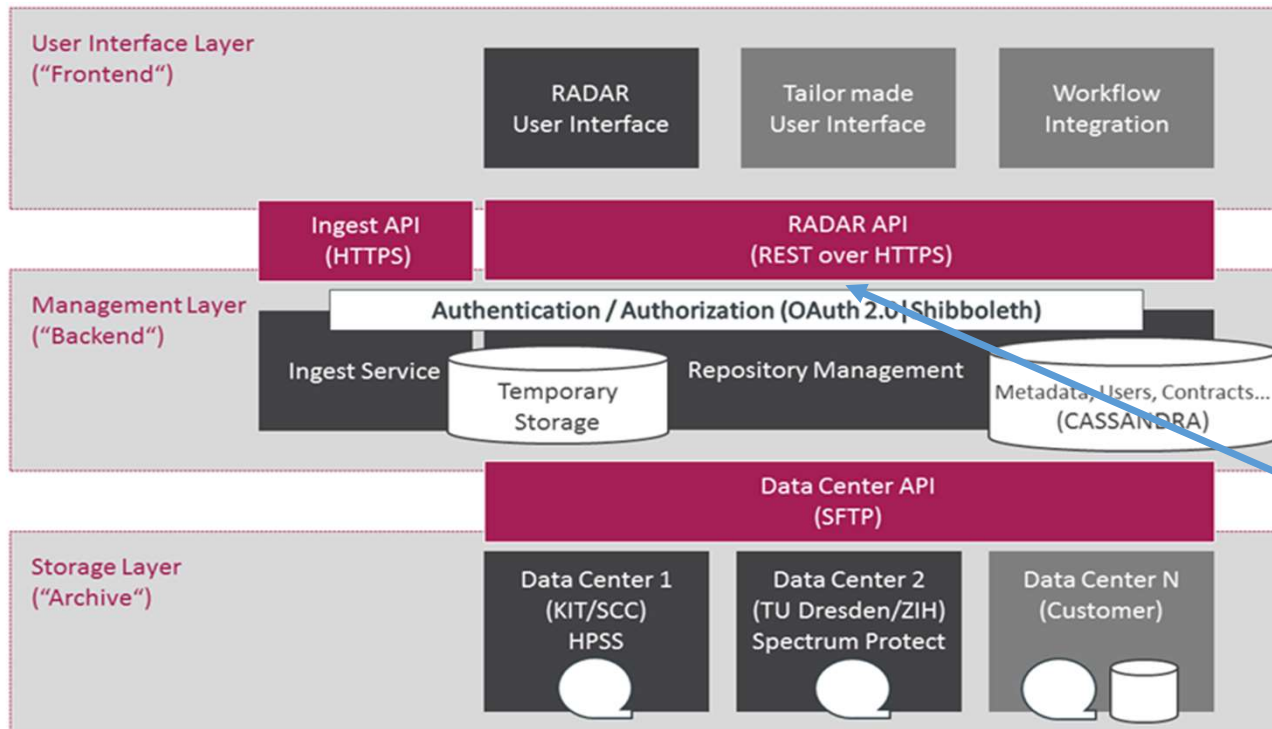 User Interface Layer
(“Frontend“)
RADAR
User Interface
Tailor made
User Interface
Workflow
Integration
Ingest API
(HTTPS)
RADAR API
(REST over HTTPS)
Management Layer
(“Backend“)
Authentication / Authorization (OAuth 2.0|Shibboleth)
Ingest Service
Temporary
Storage
Repository Management
Metadata, Users, Contracts...
(CASSANDRA)
Data Center API
(SFTP)
Storage Layer
(“Archive“)
Data Center 1
(KIT/SCC)
HPSS
Data Center 2
(TU Dresden/ZIH)
Spectrum Protect
Data Center N
(Customer)